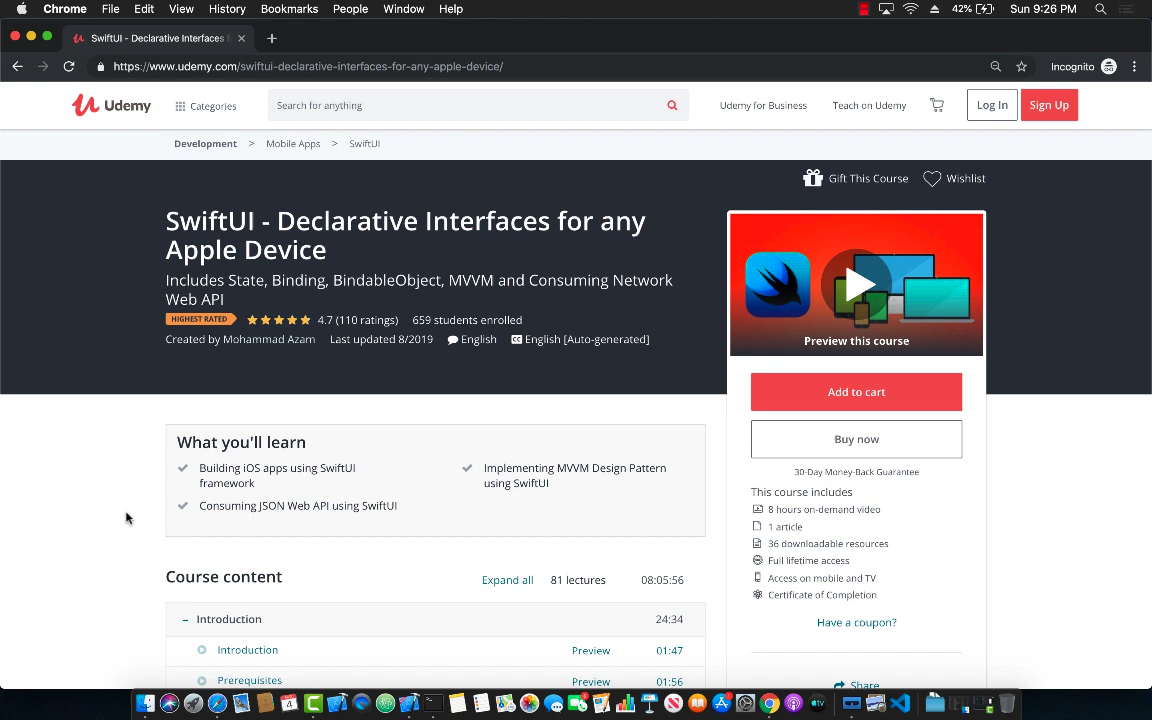 Chrome File Edit View History Bookmarks People Window Help 42% Sun 9:26 PM
SwiftUI - Declarative Interfaces f
https://www.udemy.com/swiftui-declarative-interfaces-for-any-apple-device/ Incognito
Udemy Categories Search for anything Udemy for Business Teach on Udemy Log In Sign Up
Development > Mobile Apps > SwiftUI
Gift This Course Wishlist
SwiftUI - Declarative Interfaces for any
Apple Device
Includes State, Binding, BindableObject, MVVM and Consuming Network
Web API
HIGHEST RATED 4.7 (110 ratings) 659 students enrolled
Created by Mohammad Azam Last updated 8/2019 English CC English [Auto-generated]
Preview this course
Add to cart
Buy now
30-Day Money-Back Guarantee
This course includes
8 hours on-demand video
1 article
36 downloadable resources
Full lifetime access
Access on mobile and TV
Certificate of Completion
Have a coupon?
Share
What you'll learn
Building iOS apps using SwiftUI
framework
Implementing MVVM Design Pattern
using SwiftUI
Consuming JSON Web API using SwiftUI
Course content Expand all 81 lectures 08:05:56
Introduction 24:34
Introduction Preview 01:47
Prerequisites Preview 01:56